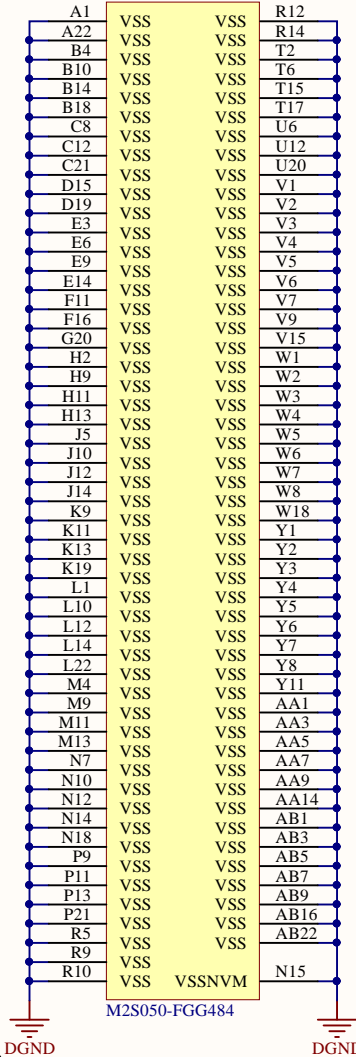 A1 VSS VSS R12
A22 VSS VSS R14
B4 VSS VSS T2
B10 VSS VSS T6
B14 VSS VSS T15
B18 VSS VSS T17
C8 VSS VSS U6
C12 VSS VSS U12
C21 VSS VSS U20
D15 VSS VSS V1
D19 VSS VSS V2
E3 VSS VSS V3
E6 VSS VSS V4
E9 VSS VSS V5
E14 VSS VSS V6
F11 VSS VSS V7
F16 VSS VSS V9
G20 VSS VSS V15
H2 VSS VSS W1
H9 VSS VSS W2
H11 VSS VSS W3
H13 VSS VSS W4
J5 VSS VSS W5
J10 VSS VSS W6
J12 VSS VSS W7
J14 VSS VSS W8
K9 VSS VSS W18
K11 VSS VSS Y1
K13 VSS VSS Y2
K19 VSS VSS Y3
L1 VSS VSS Y4
L10 VSS VSS Y5
L12 VSS VSS Y6
L14 VSS VSS Y7
L22 VSS VSS Y8
M4 VSS VSS Y11
M9 VSS VSS AA1
M11 VSS VSS AA3
M13 VSS VSS AA5
N7 VSS VSS AA7
N10 VSS VSS AA9
N12 VSS VSS AA14
N14 VSS VSS AB1
N18 VSS VSS AB3
P9 VSS VSS AB5
P11 VSS VSS AB7
P13 VSS VSS AB9
P21 VSS VSS AB16
R5 VSS VSS AB22
R9 VSS
R10 VSS VSSNVM N15
M2S050-FGG484
DGND DGND